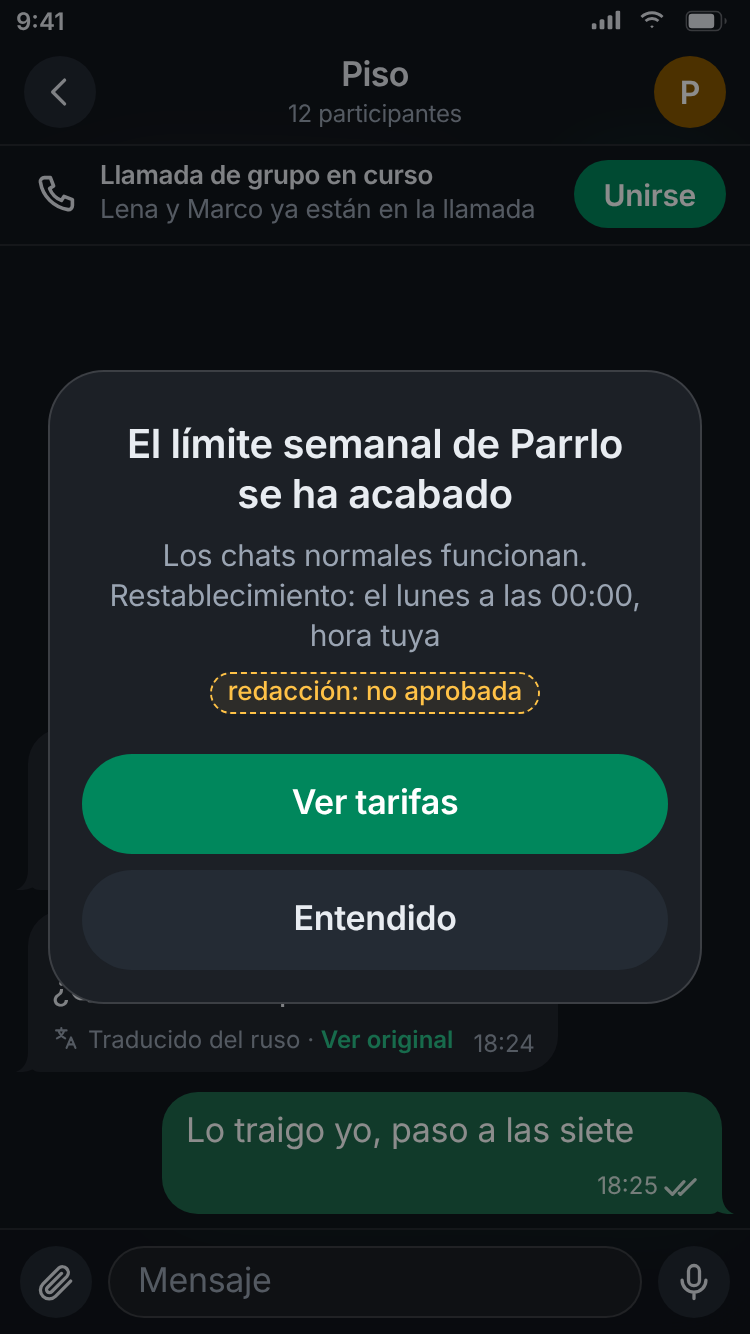 9:41
Piso
12 participantes
P
Llamada de grupo en curso
Lena y Marco ya están en la llamada
Unirse
El límite semanal de Parrlo
se ha acabado
Los chats normales funcionan.
Restablecimiento: el lunes a las 00:00,
hora tuya
redacción: no aprobada
Ver tarifas
Entendido
Traducido del ruso · Ver original 18:24
Lo traigo yo, paso a las siete
18:25
Mensaje